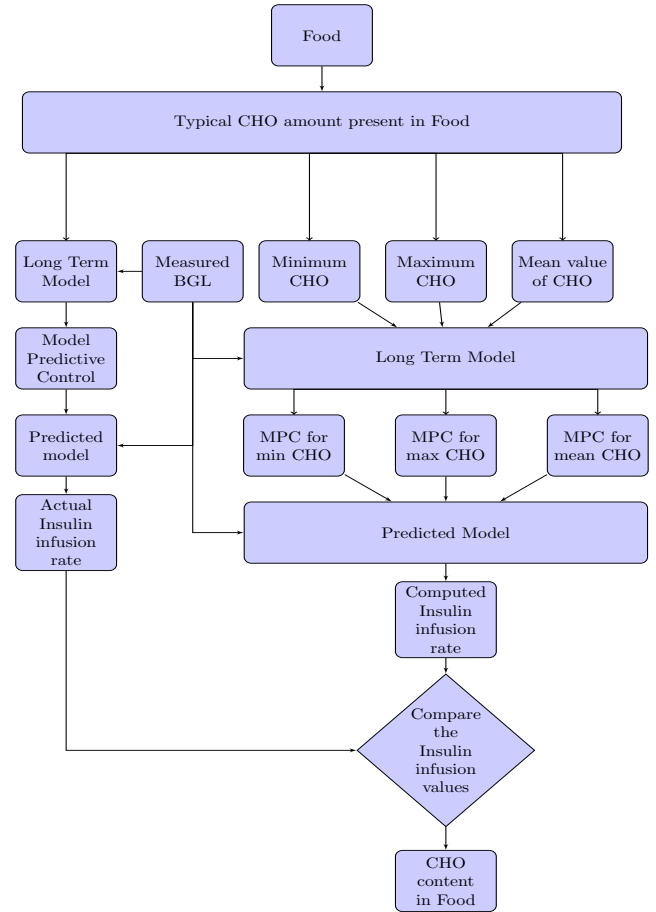 Food
Typical CHO amount present in Food
Long Term
Model
Measured
BGL
Minimum
CHO
Maximum
CHO
Mean value
of CHO
Model
Predictive
Control
Long Term Model
Predicted
model
MPC for
min CHO
MPC for
max CHO
MPC for
mean CHO
Actual
Insulin
infusion
rate
Predicted Model
Computed
Insulin
infusion
rate
Compare
the
Insulin
infusion
values
CHO
content
in Food